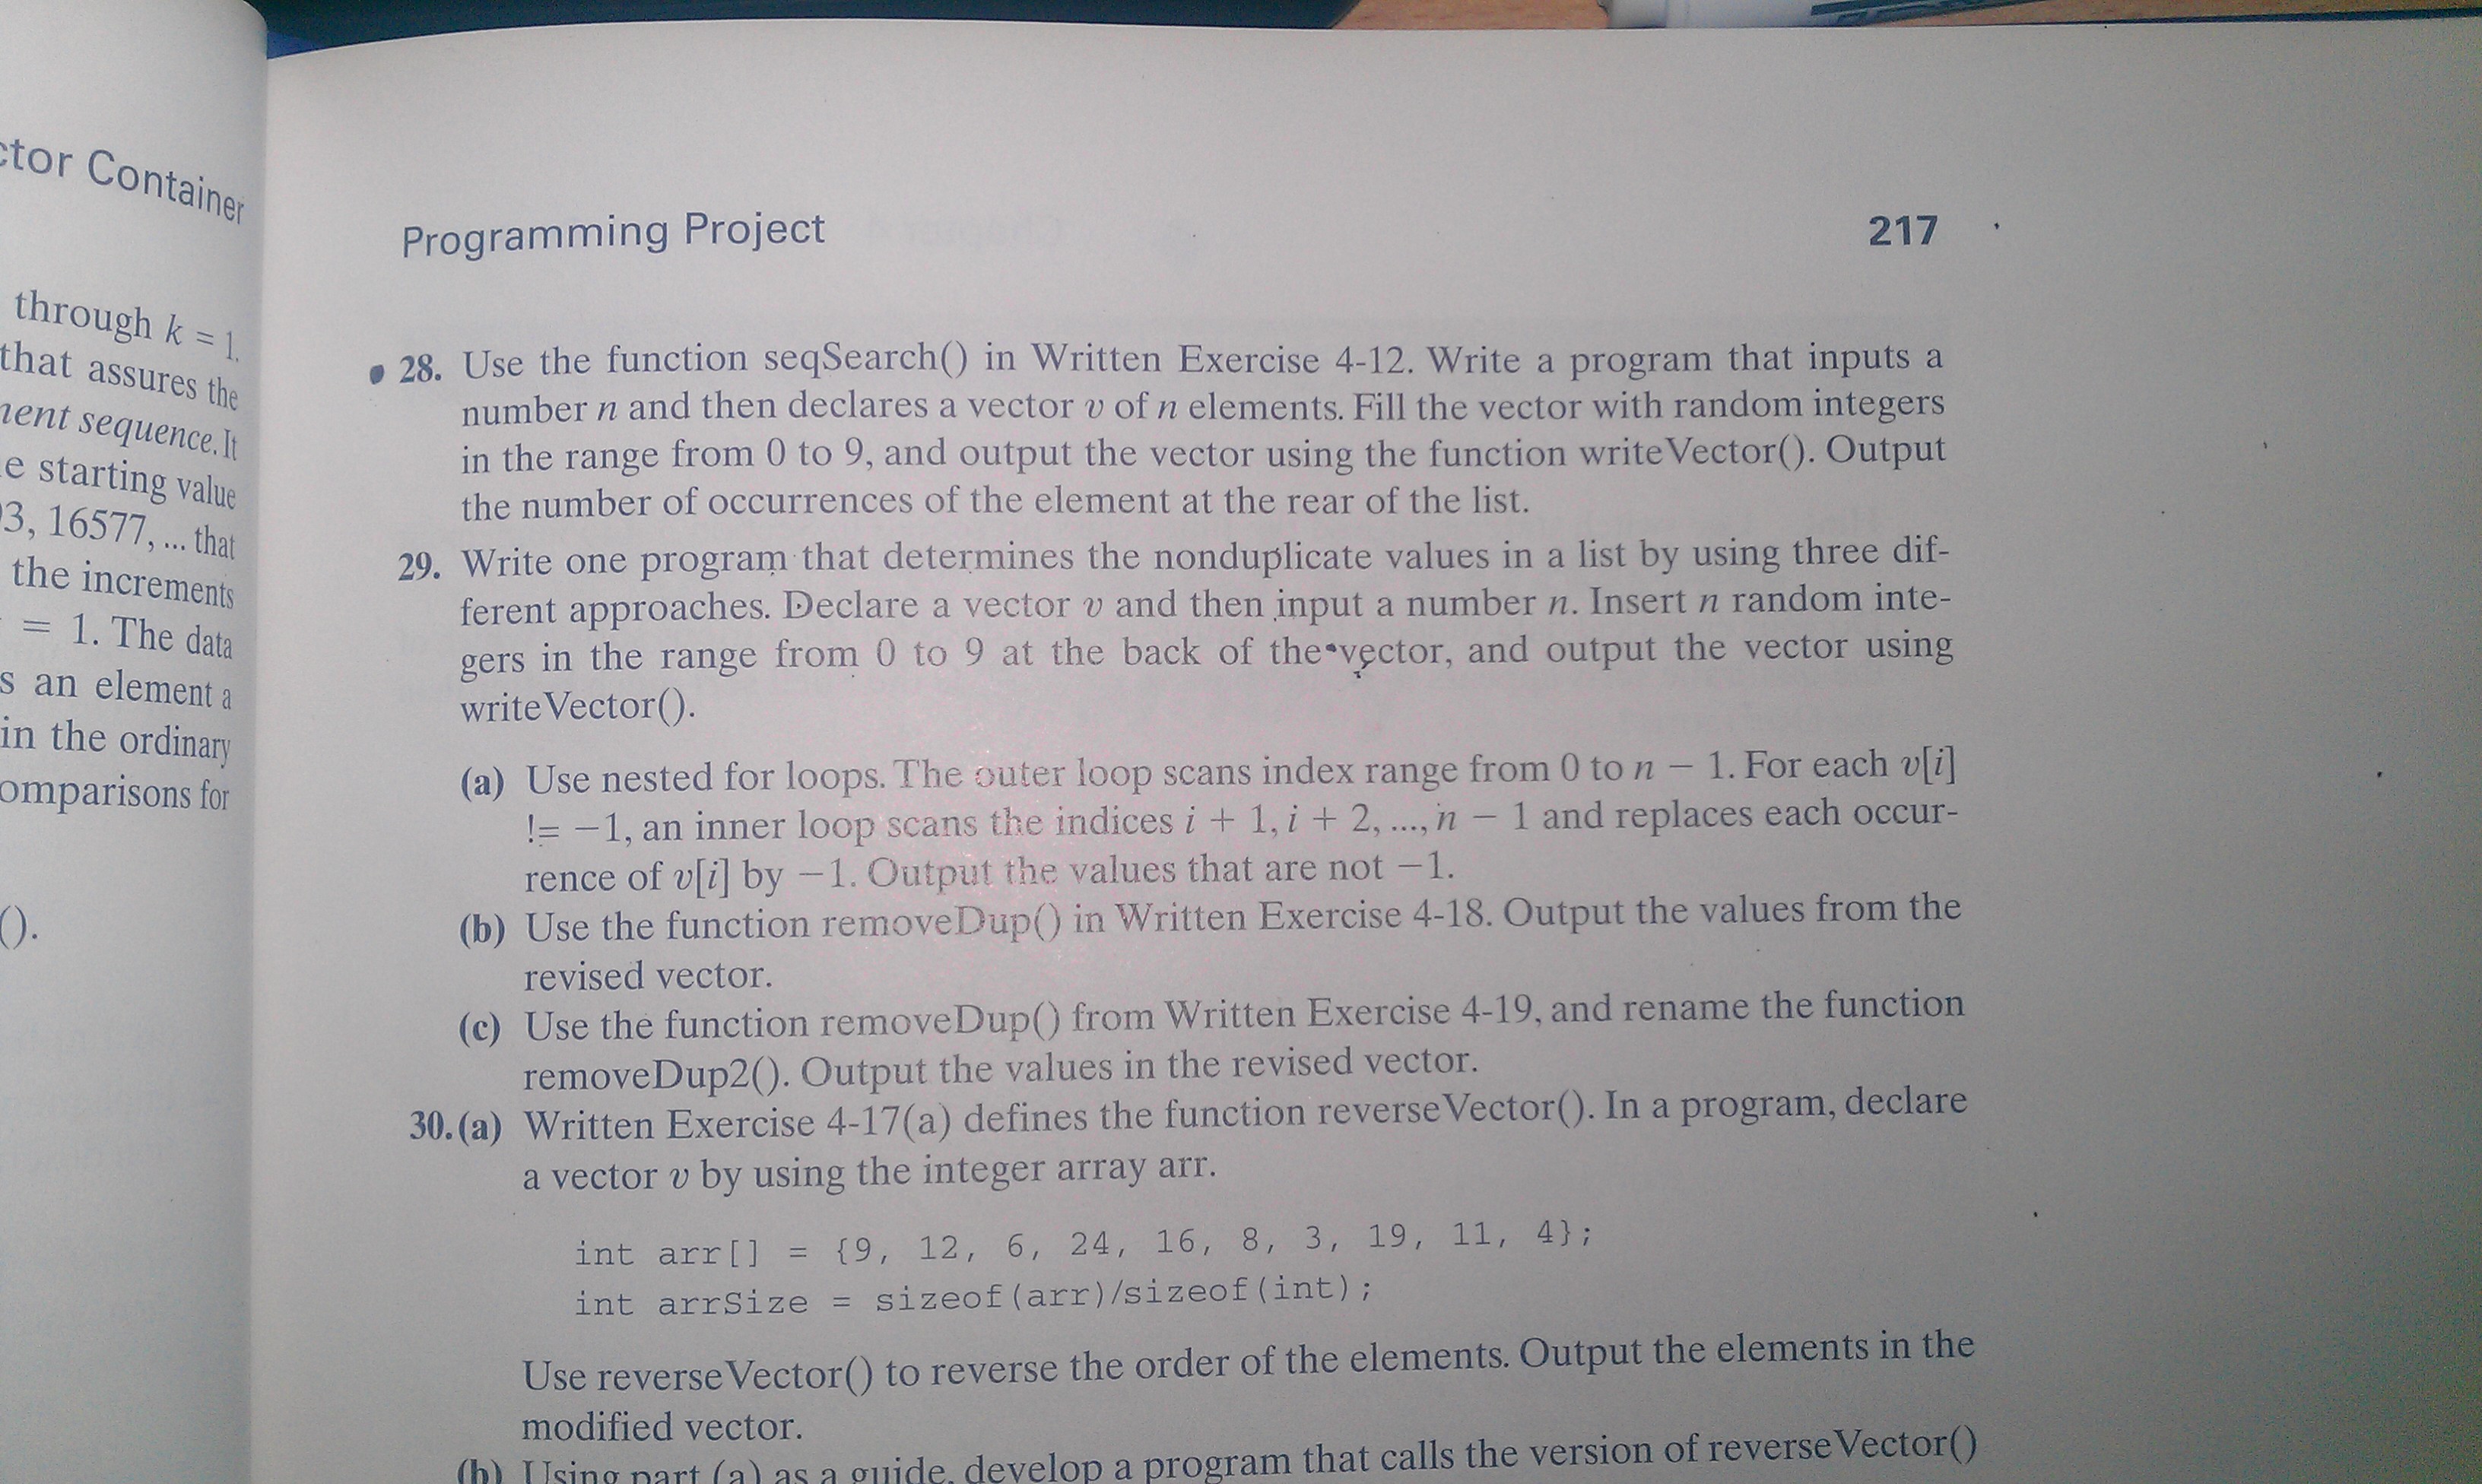 ctor Container
through k = 1.
that assures the
ment sequence. It
e starting value
93, 16577, ... that
the increments
= 1. The data
s an element a
in the ordinary
omparisons for
().
Programming Project 217
28. Use the function seqSearch() in Written Exercise 4-12. Write a program that inputs a
number n and then declares a vector v of n elements. Fill the vector with random integers
in the range from 0 to 9, and output the vector using the function writeVector(). Output
the number of occurrences of the element at the rear of the list.
29. Write one program that determines the nonduplicate values in a list by using three dif-
ferent approaches. Declare a vector v and then input a number n. Insert n random inte-
gers in the range from 0 to 9 at the back of the vector, and output the vector using
writeVector().
(a) Use nested for loops. The outer loop scans index range from 0 to n − 1. For each v[i]
!= −1, an inner loop scans the indices i + 1, i + 2, ..., n − 1 and replaces each occur-
rence of v[i] by −1. Output the values that are not −1.
(b) Use the function removeDup() in Written Exercise 4-18. Output the values from the
revised vector.
(c) Use the function removeDup() from Written Exercise 4-19, and rename the function
removeDup2(). Output the values in the revised vector.
30. (a) Written Exercise 4-17(a) defines the function reverseVector(). In a program, declare
a vector v by using the integer array arr.
int arr[] = {9, 12, 6, 24, 16, 8, 3, 19, 11, 4};
int arrSize = sizeof(arr)/sizeof(int);
Use reverseVector() to reverse the order of the elements. Output the elements in the
modified vector.
(b) Using part (a) as a guide, develop a program that calls the version of reverseVector()